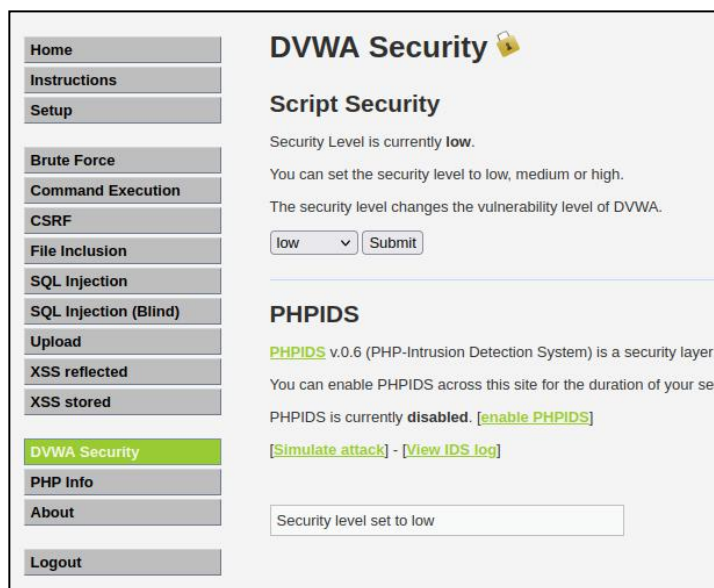 Home
Instructions
Setup
Brute Force
Command Execution
CSRF
File Inclusion
SQL Injection
SQL Injection (Blind)
Upload
XSS reflected
XSS stored
DVWA Security
PHP Info
About
Logout
DVWA Security
Script Security
Security Level is currently low.
You can set the security level to low, medium or high.
The security level changes the vulnerability level of DVWA.
low Submit
PHPIDS
PHPIDS v.0.6 (PHP-Intrusion Detection System) is a security layer
You can enable PHPIDS across this site for the duration of your se
PHPIDS is currently disabled. [enable PHPIDS]
[Simulate attack] - [View IDS log]
Security level set to low